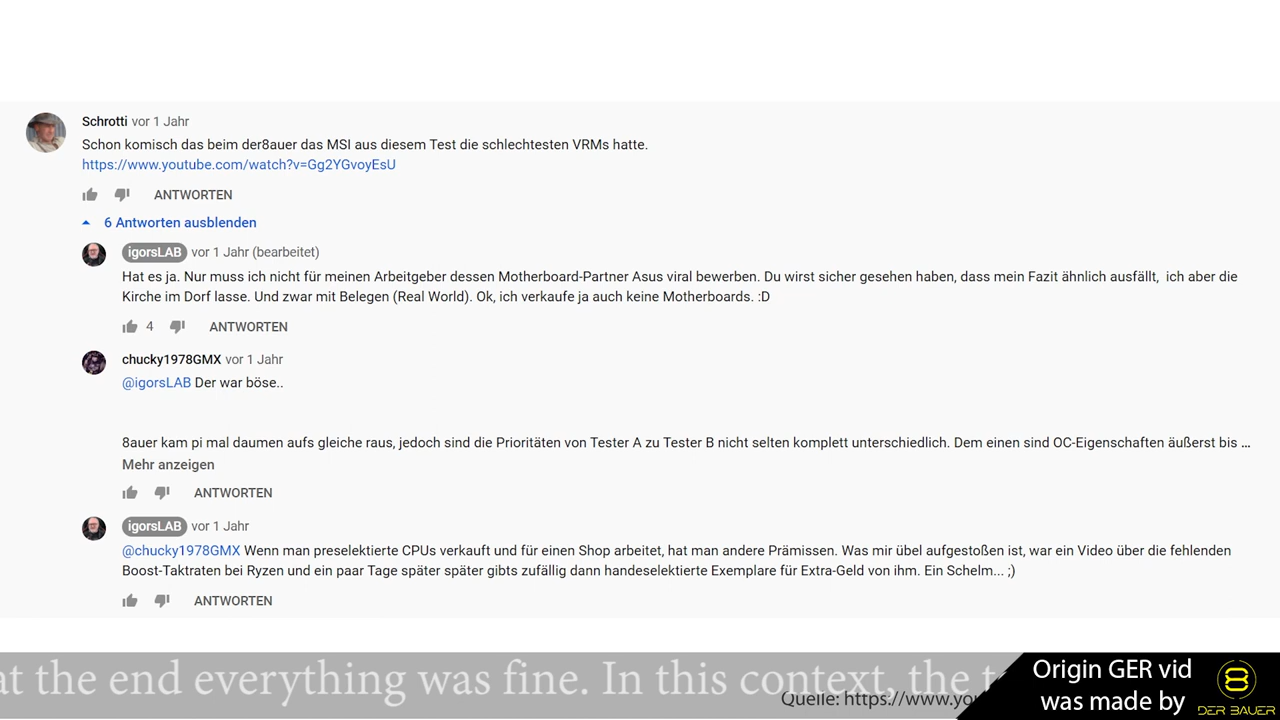 Schrotti vor 1 Jahr
Schon komisch das beim der8auer das MSI aus diesem Test die schlechtesten VRMs hatte.
https://www.youtube.com/watch?v=Gg2YGvoyEsU
ANTWORTEN
6 Antworten ausblenden
igorsLAB vor 1 Jahr (bearbeitet)
Hat es ja. Nur muss ich nicht für meinen Arbeitgeber dessen Motherboard-Partner Asus viral bewerben. Du wirst sicher gesehen haben, dass mein Fazit ähnlich ausfällt,  ich aber die
Kirche im Dorf lasse. Und zwar mit Belegen (Real World). Ok, ich verkaufe ja auch keine Motherboards. :D
4 ANTWORTEN
chucky1978GMX vor 1 Jahr
@igorsLAB Der war böse..
8auer kam pi mal daumen aufs gleiche raus, jedoch sind die Prioritäten von Tester A zu Tester B nicht selten komplett unterschiedlich. Dem einen sind OC-Eigenschaften äußerst bis ...
Mehr anzeigen
ANTWORTEN
igorsLAB vor 1 Jahr
@chucky1978GMX Wenn man preselektierte CPUs verkauft und für einen Shop arbeitet, hat man andere Prämissen. Was mir übel aufgestoßen ist, war ein Video über die fehlenden
Boost-Taktraten bei Ryzen und ein paar Tage später später gibts zufällig dann handeselektierte Exemplare für Extra-Geld von ihm. Ein Schelm... ;)
ANTWORTEN
at the end everything was fine. In this context, the t
Quelle: https://www.you
Origin GER vid
was made by
DER BAUER